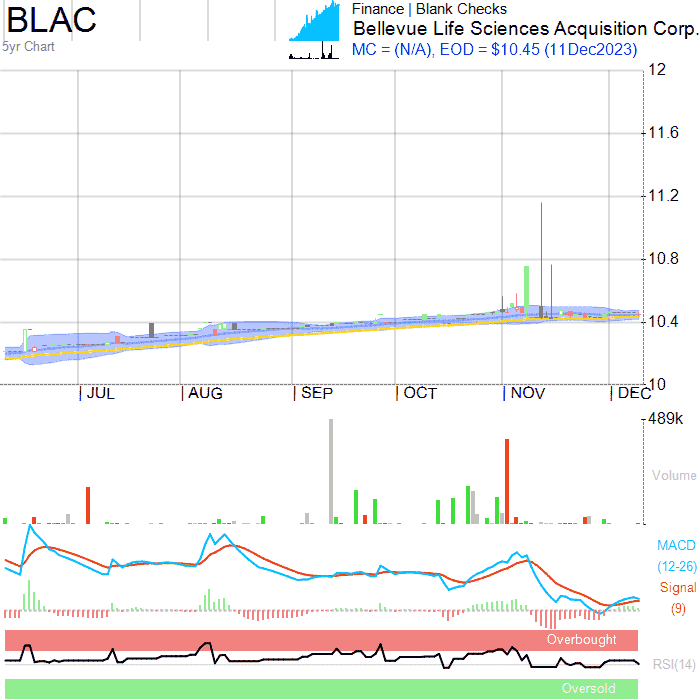 BLAC
5yr Chart
Finance | Blank Checks
Bellevue Life Sciences Acquisition Corp.
MC = (N/A), EOD = $10.45 (11Dec2023)
12
11.6
11.2
10.8
10.4
10
JUL
AUG
SEP
OCT
NOV
DEC
489k
Volume
MACD
(12-26)
Signal
(9)
Overbought
RSI(14)
Oversold